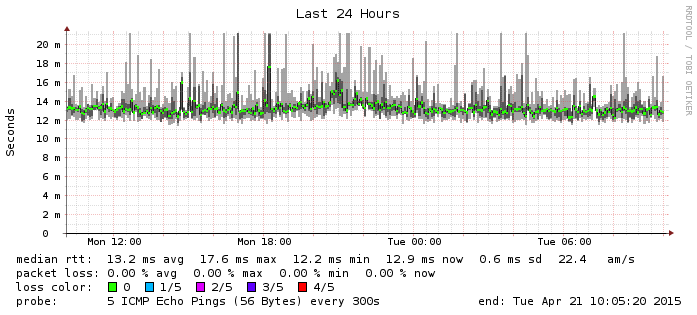 Last 24 Hours
RRDTOOL / TOBI OETIKER
Seconds
20 m
18 m
16 m
14 m
12 m
10 m
8 m
6 m
4 m
2 m
0
Mon 12:00 Mon 18:00 Tue 00:00 Tue 06:00
median rtt: 13.2 ms avg 17.6 ms max 12.2 ms min 12.9 ms now 0.6 ms sd 22.4 am/s
packet loss: 0.00 % avg 0.00 % max 0.00 % min 0.00 % now
loss color: 0 1/5 2/5 3/5 4/5
probe: 5 ICMP Echo Pings (56 Bytes) every 300s end: Tue Apr 21 10:05:20 2015